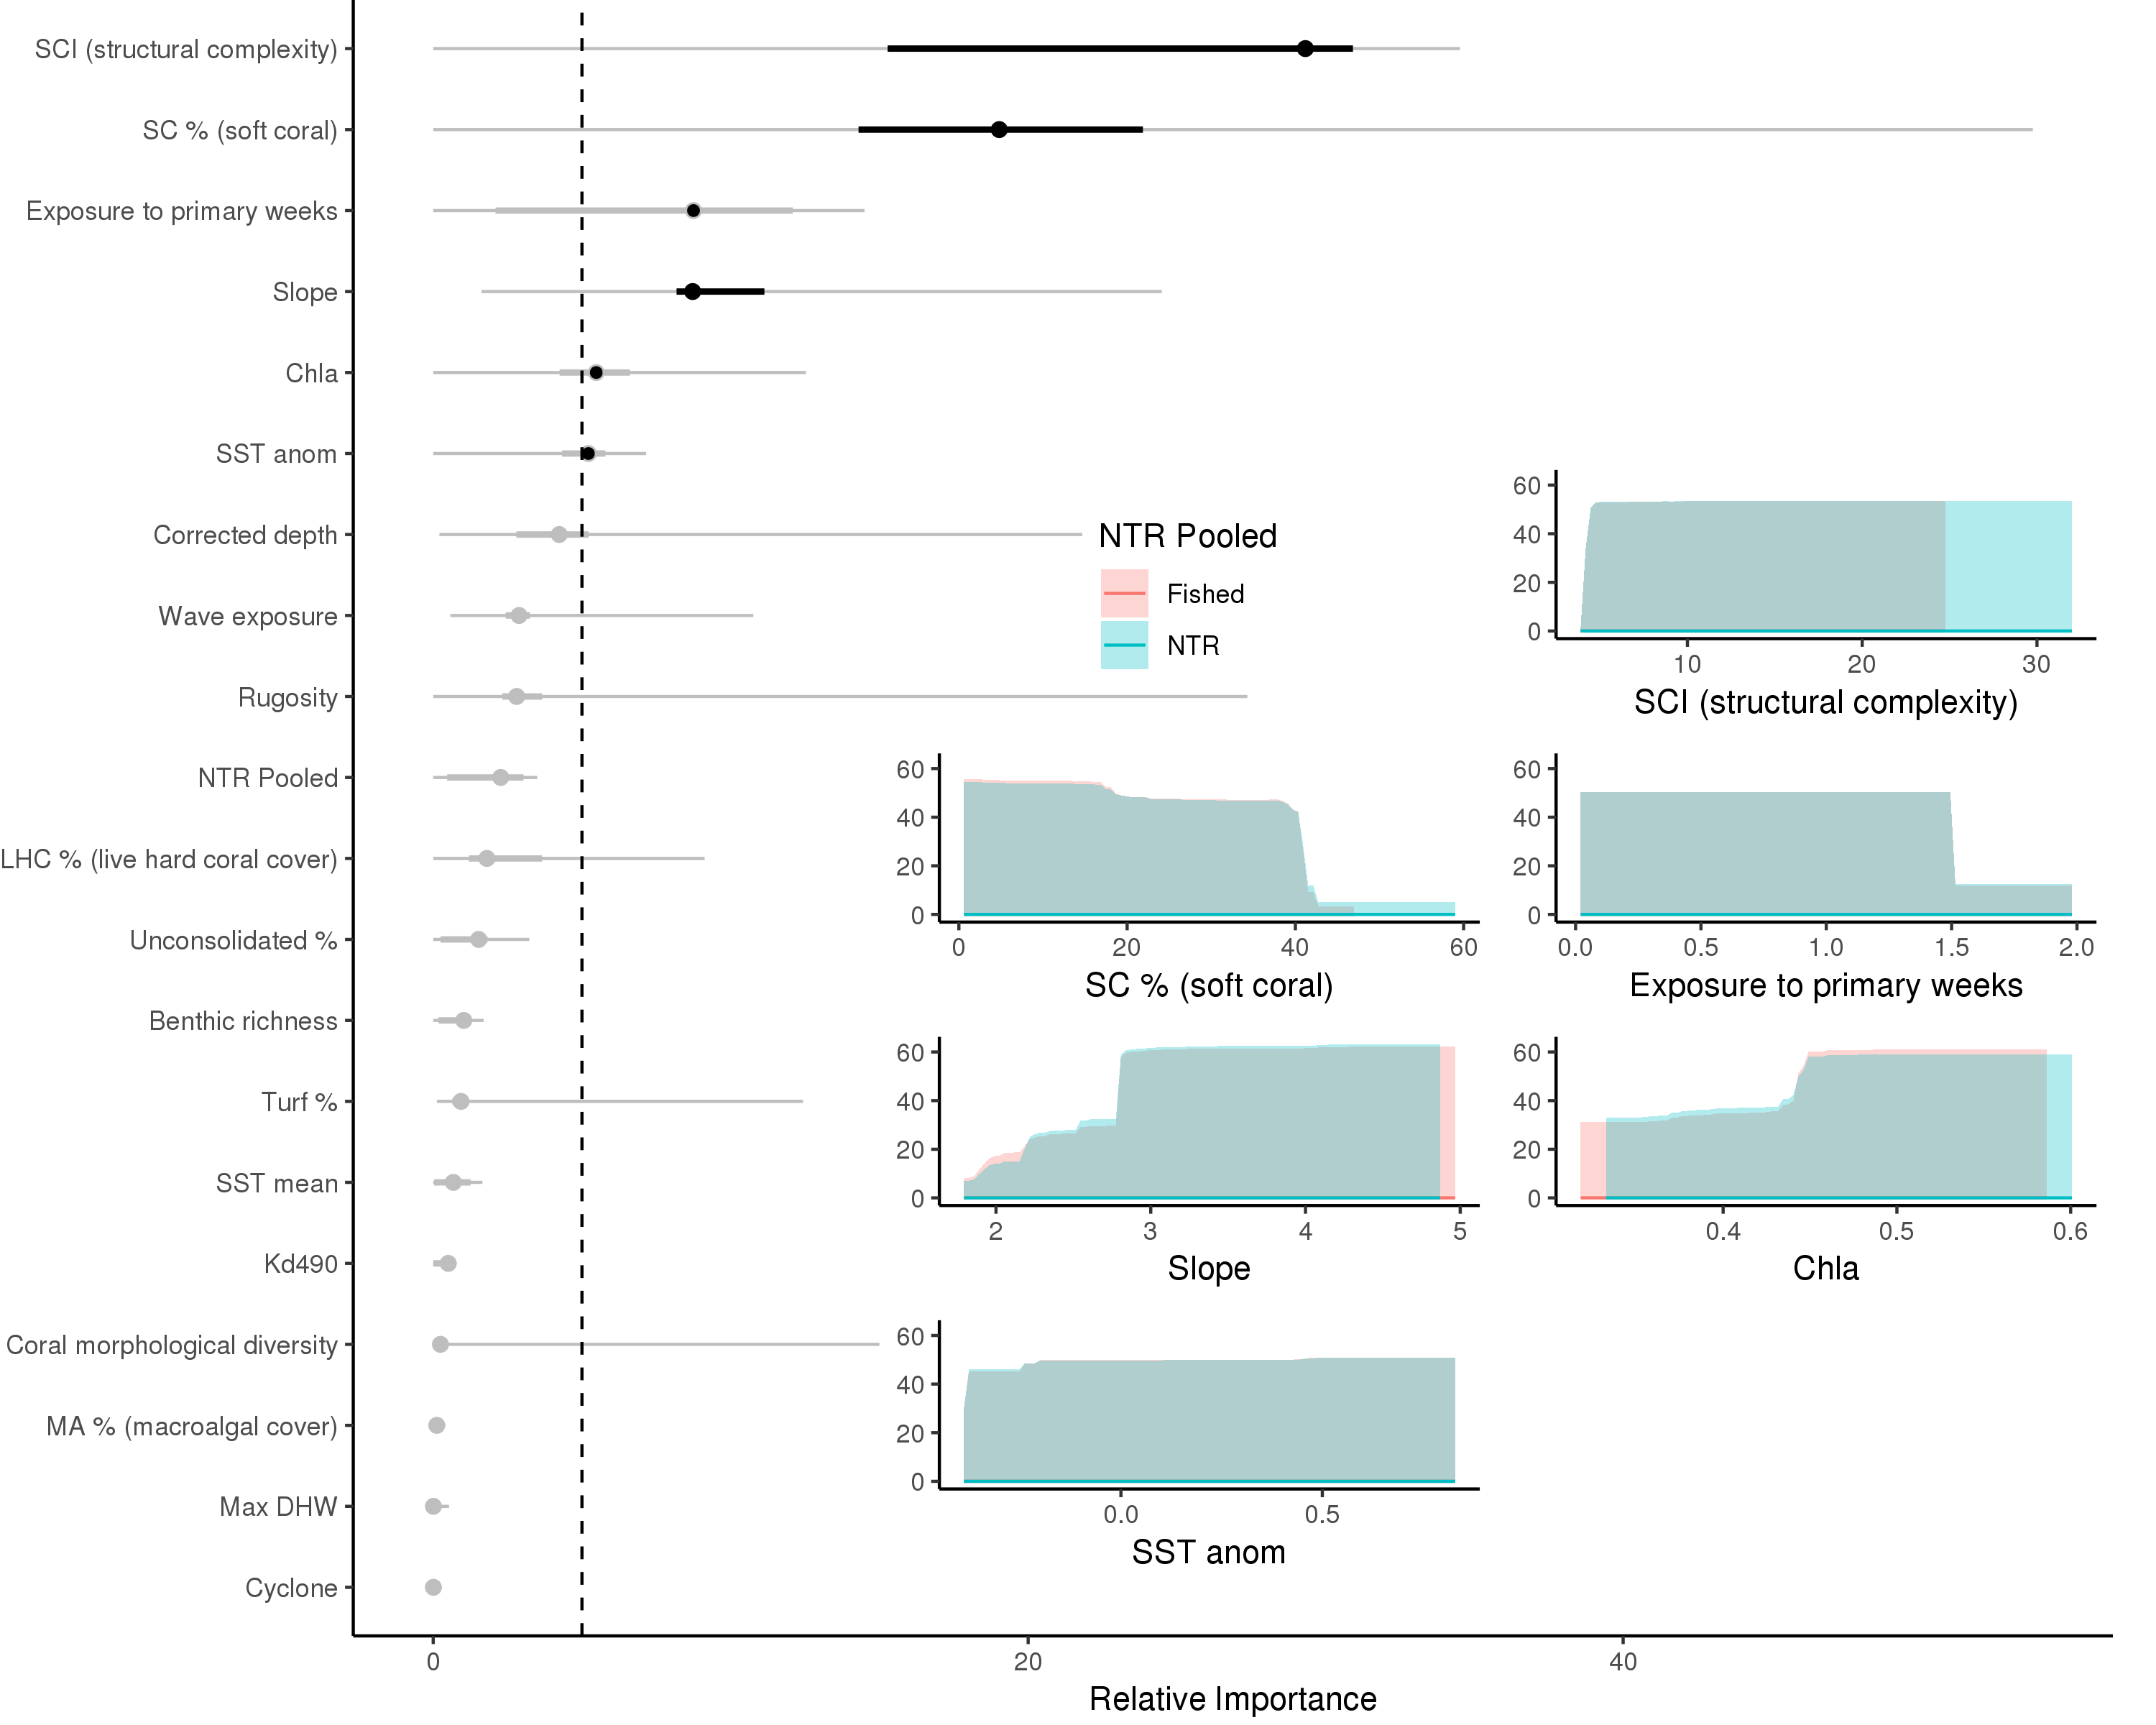 SCI (structural complexity)
SC % (soft coral)
Exposure to primary weeks
Slope
Chla
SST anom
Corrected depth
Wave exposure
Rugosity
NTR Pooled
LHC % (live hard coral cover)
Unconsolidated %
Benthic richness
Turf %
SST mean
Kd490
Coral morphological diversity
MA % (macroalgal cover)
Max DHW
Cyclone
0 20 40
Relative Importance
NTR Pooled
Fished
NTR
60
40
20
0
10 20 30
SCI (structural complexity)
60
40
20
0
0 20 40 60
SC % (soft coral)
60
40
20
0
0.0 0.5 1.0 1.5 2.0
Exposure to primary weeks
60
40
20
0
2 3 4 5
Slope
60
40
20
0
0.4 0.5 0.6
Chla
60
40
20
0
0.0 0.5
SST anom